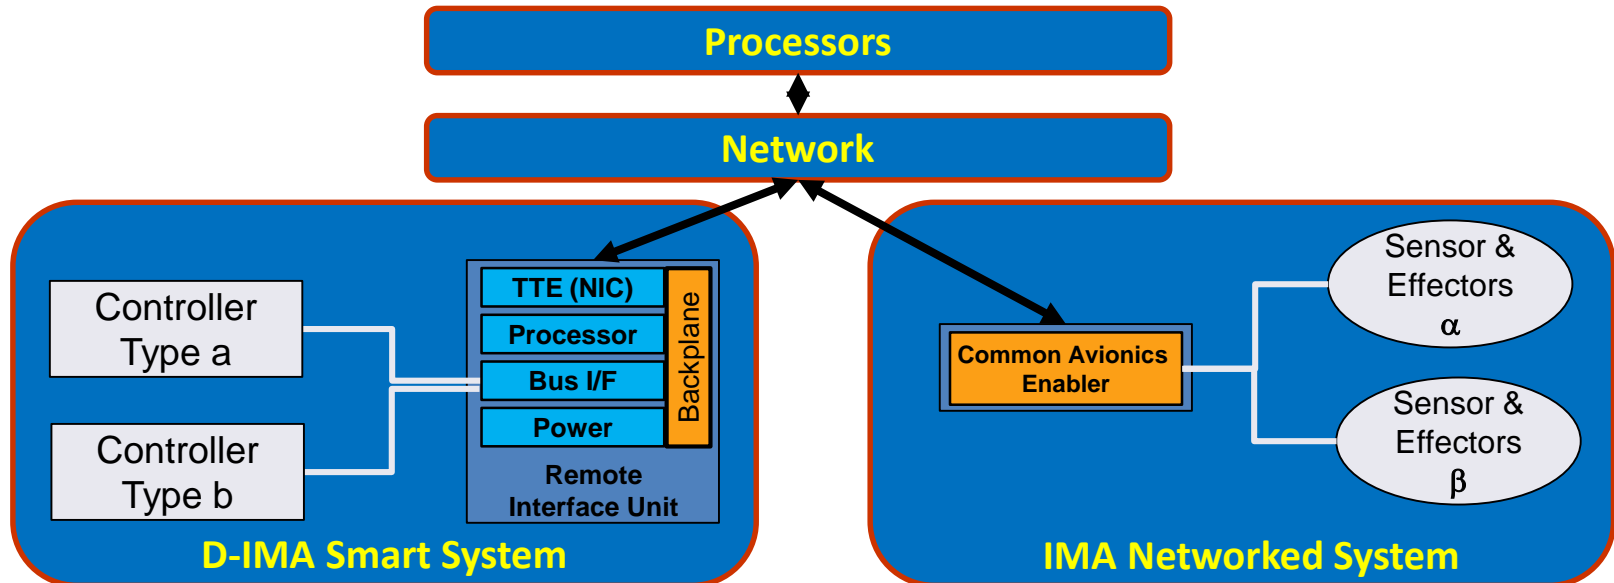 Processors
Network
Controller
Type a
Controller
Type b
TTE (NIC)
Processor
Bus I/F
Power
Backplane
Remote
Interface Unit
D-IMA Smart System
Common Avionics
Enabler
Sensor &
Effectors
α
Sensor &
Effectors
β
IMA Networked System